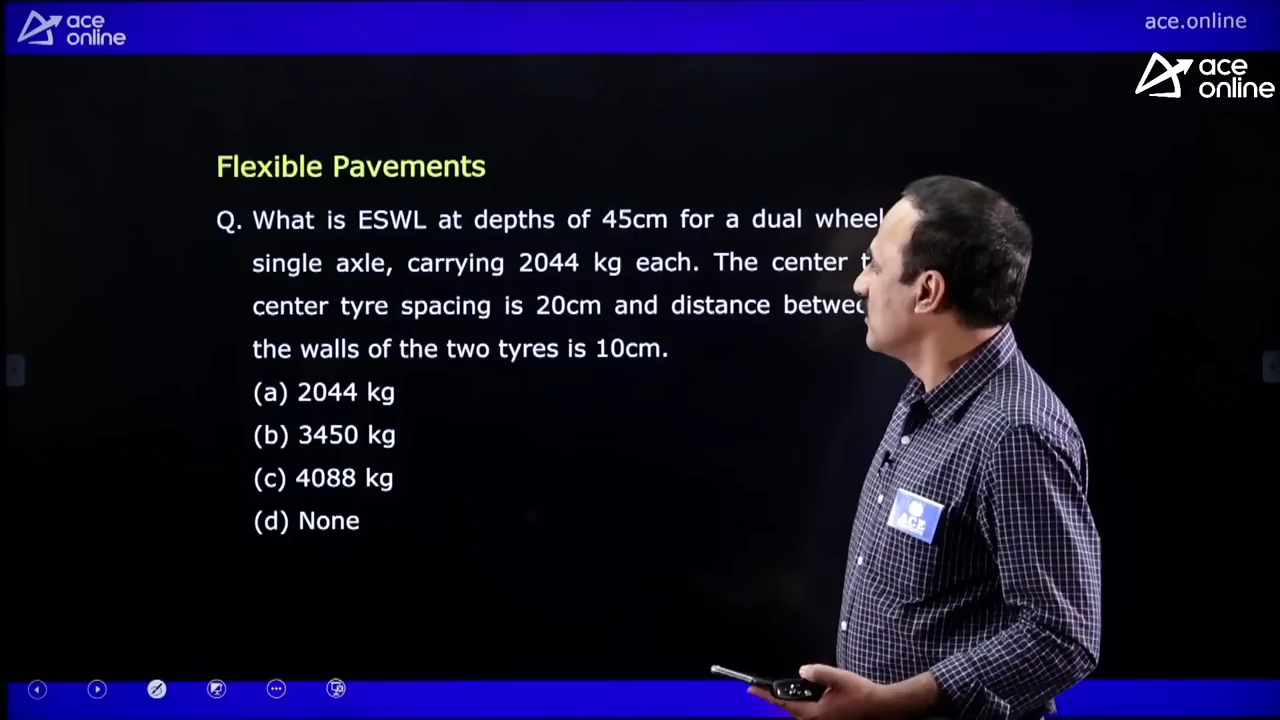 ace online
ace.online
ace online
Flexible Pavements
Q. What is ESWL at depths of 45cm for a dual wheel
single axle, carrying 2044 kg each. The center
center tyre spacing is 20cm and distance
the walls of the two tyres is 10cm.
(a) 2044 kg
(b) 3450 kg
(c) 4088 kg
(d) None
ACE